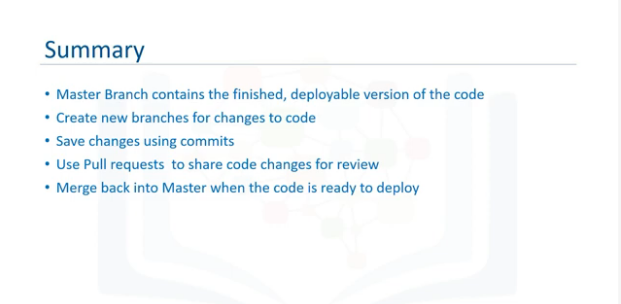 Summary
• Master Branch contains the finished, deployable version of the code
• Create new branches for changes to code
• Save changes using commits
• Use Pull requests  to share code changes for review
• Merge back into Master when the code is ready to deploy